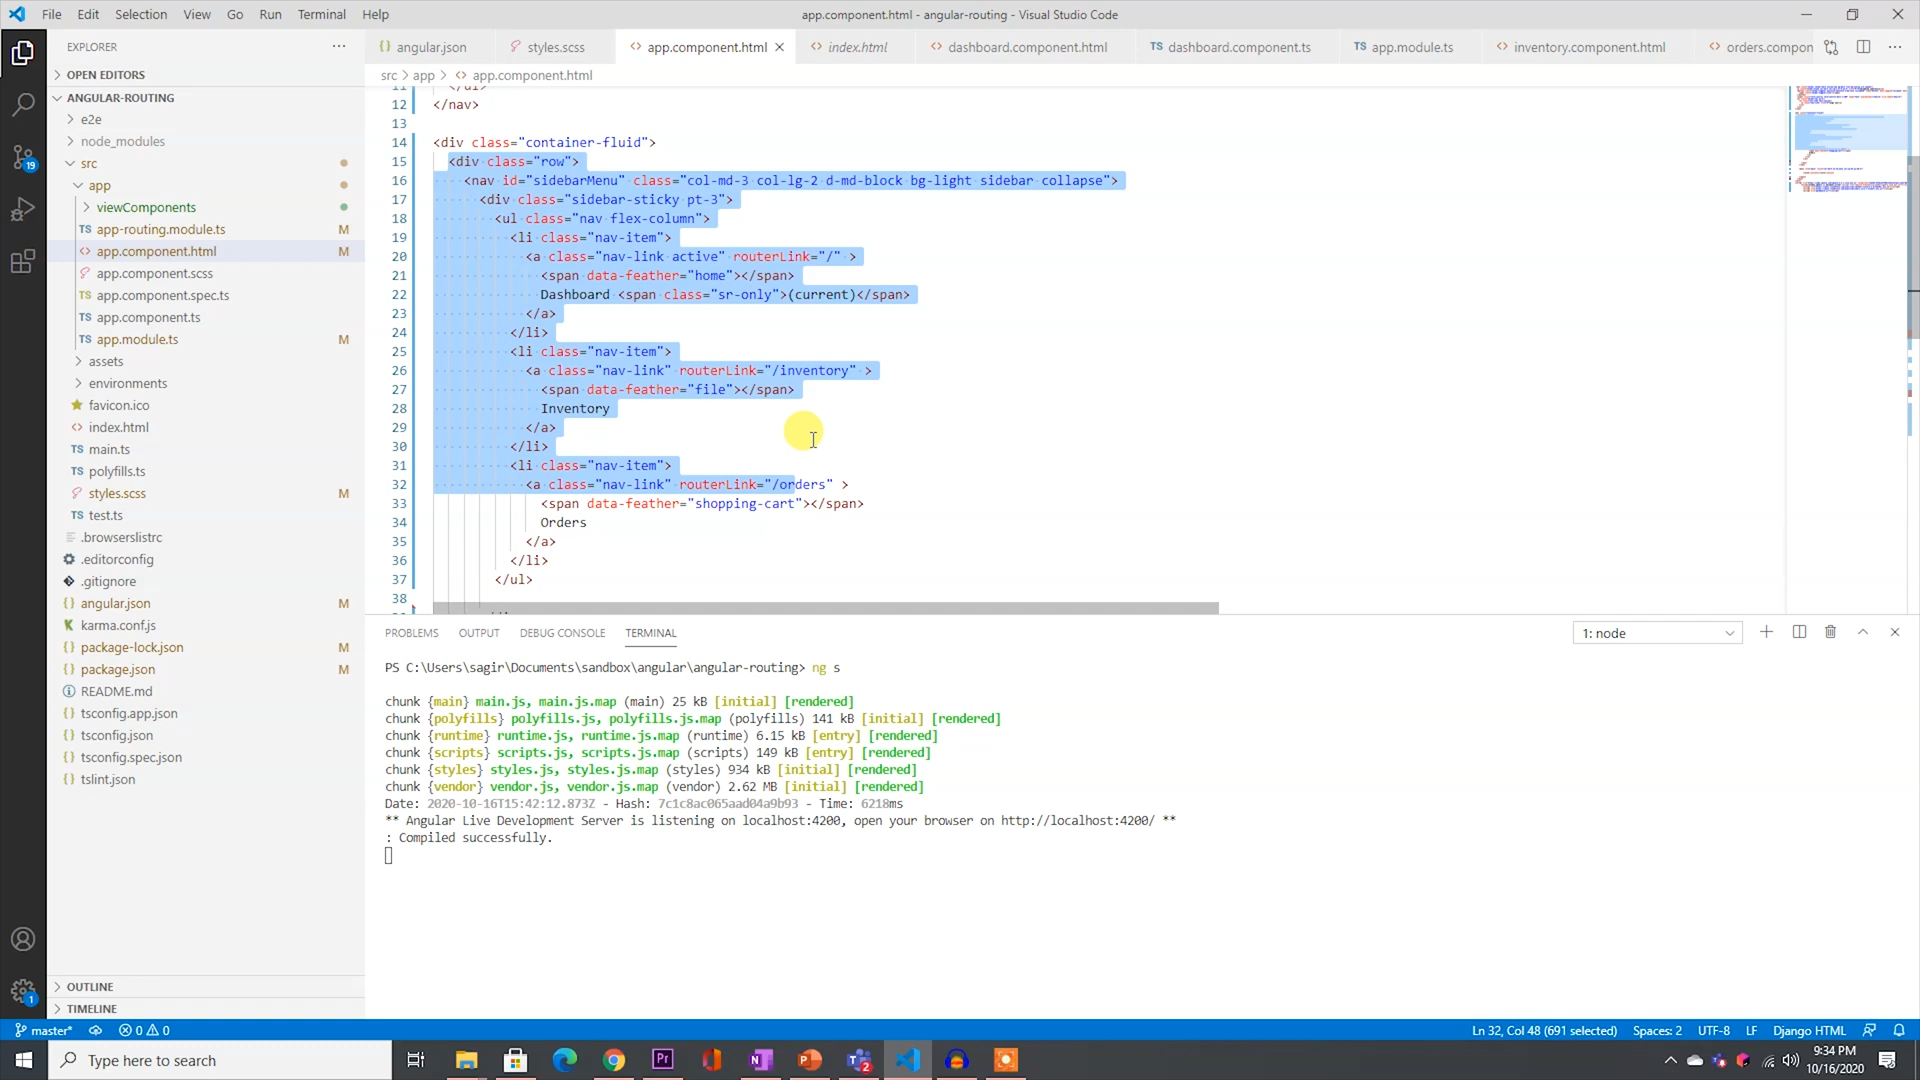 File Edit Selection View Go Run Terminal Help
app.component.html - angular-routing - Visual Studio Code
EXPLORER
OPEN EDITORS
ANGULAR-ROUTING
e2e
node_modules
src
app
viewComponents
TS app-routing.module.ts M
<> app.component.html M
app.component.scss
TS app.component.spec.ts
TS app.component.ts
TS app.module.ts M
assets
environments
favicon.ico
<> index.html
TS main.ts
TS polyfills.ts
styles.scss M
TS test.ts
.browserslistrc
.editorconfig
.gitignore
{} angular.json M
karma.conf.js
{} package-lock.json M
{} package.json M
README.md
{} tsconfig.app.json
{} tsconfig.json
{} tsconfig.spec.json
{} tslint.json
OUTLINE
TIMELINE
19
1
{} angular.json styles.scss <> app.component.html <> index.html <> dashboard.component.html TS dashboard.component.ts TS app.module.ts <> inventory.component.html <> orders.compon
src > app > <> app.component.html
11 </ul>
12 </nav>
13
14 <div class="container-fluid">
15 <div class="row">
16 <nav id="sidebarMenu" class="col-md-3 col-lg-2 d-md-block bg-light sidebar collapse">
17 <div class="sidebar-sticky pt-3">
18 <ul class="nav flex-column">
19 <li class="nav-item">
20 <a class="nav-link active" routerLink="/" >
21 <span data-feather="home"></span>
22 Dashboard <span class="sr-only">(current)</span>
23 </a>
24 </li>
25 <li class="nav-item">
26 <a class="nav-link" routerLink="/inventory" >
27 <span data-feather="file"></span>
28 Inventory
29 </a>
30 </li>
31 <li class="nav-item">
32 <a class="nav-link" routerLink="/orders" >
33 <span data-feather="shopping-cart"></span>
34 Orders
35 </a>
36 </li>
37 </ul>
38
PROBLEMS OUTPUT DEBUG CONSOLE TERMINAL 1: node
PS C:\Users\sagir\Documents\sandbox\angular\angular-routing> ng s
chunk {main} main.js, main.js.map (main) 25 kB [initial] [rendered]
chunk {polyfills} polyfills.js, polyfills.js.map (polyfills) 141 kB [initial] [rendered]
chunk {runtime} runtime.js, runtime.js.map (runtime) 6.15 kB [entry] [rendered]
chunk {scripts} scripts.js, scripts.js.map (scripts) 149 kB [entry] [rendered]
chunk {styles} styles.js, styles.js.map (styles) 934 kB [initial] [rendered]
chunk {vendor} vendor.js, vendor.js.map (vendor) 2.62 MB [initial] [rendered]
Date: 2020-10-16T15:42:12.873Z - Hash: 7c1c8ac065aad04a9b93 - Time: 6218ms
** Angular Live Development Server is listening on localhost:4200, open your browser on http://localhost:4200/ **
: Compiled successfully.
master* 0 0 Ln 32, Col 48 (691 selected) Spaces: 2 UTF-8 LF Django HTML
Type here to search
9:34 PM
10/16/2020